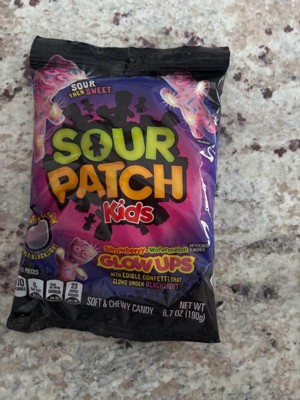 SOUR
THEN SWEET
SOUR
PATCH
Kids
Strawberry-Watermelon
GLOW UPS
WITH EDIBLE CONFETTI THAT
GLOWS UNDER BLACKLIGHT
PIECES
SOFT & CHEWY CANDY
NET WT
6.7 OZ (190g)